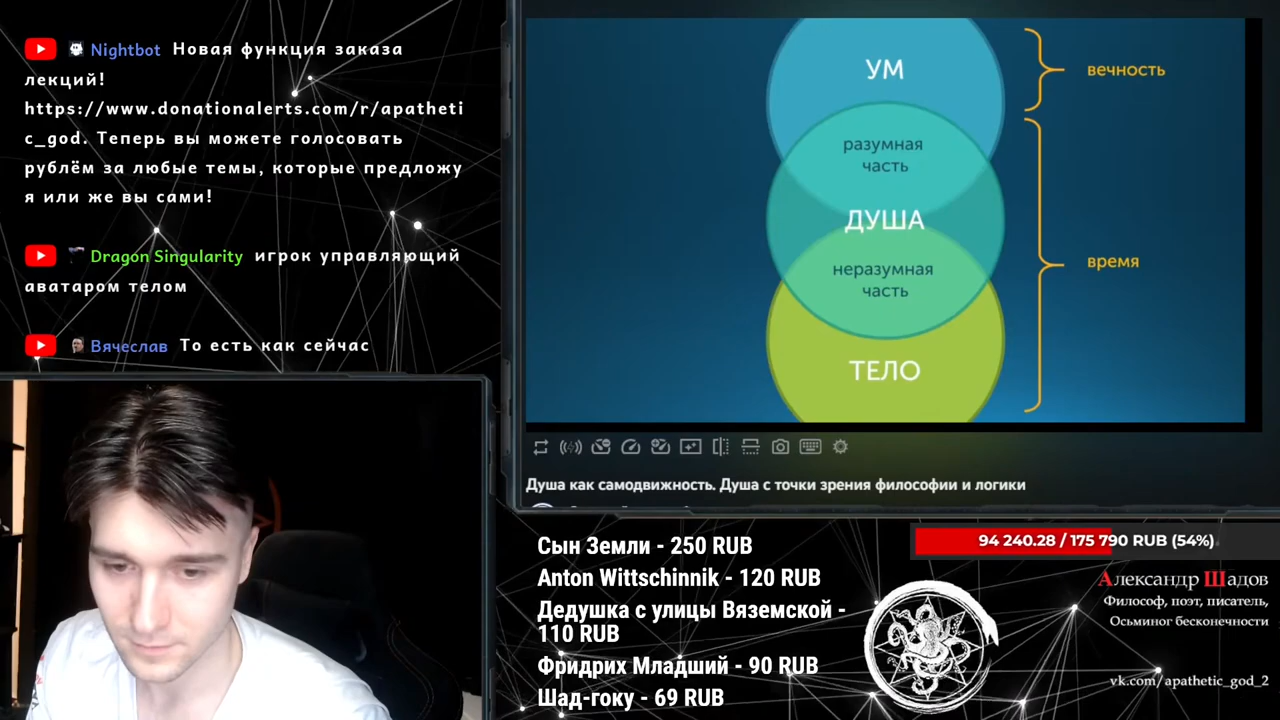 Nightbot Новая функция заказа
лекций!
https://www.donationalerts.com/r/apatheti
c_god. Теперь вы можете голосовать
рублём за любые темы, которые предложу
я или же вы сами!
Dragon Singularity игрок управляющий
аватаром телом
Вячеслав То есть как сейчас
УМ
вечность
разумная
часть
ДУША
неразумная
часть
время
ТЕЛО
Душа как самодвижность. Душа с точки зрения философии и логики
Сын Земли - 250 RUB
Anton Wittschinnik - 120 RUB
Дедушка с улицы Вяземской -
110 RUB
Фридрих Младший - 90 RUB
Шад-гоку - 69 RUB
94 240.28 / 175 790 RUB (54%)
Александр Шадов
Философ, поэт, писатель,
Осьминог бесконечности
vk.com/apathetic_god_2